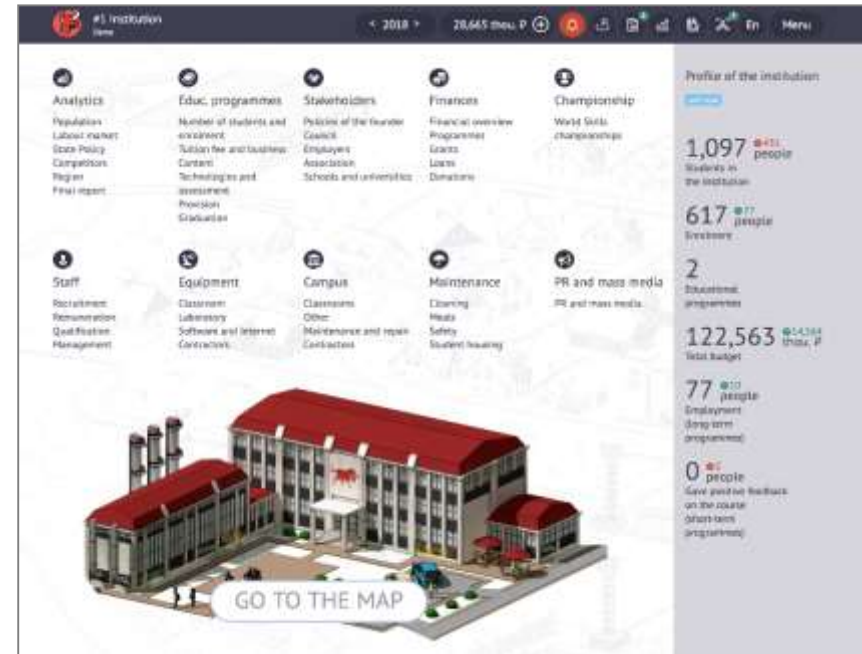 #1 Institution
Home
< 2018 >
28,665 thou. ₽
En
Menu
Analytics
Population
Labour market
State Policy
Competitors
Region
Final report
Educ. programmes
Number of students and
enrolment
Tuition fee and business
Content
Technologies and
assessment
Provision
Graduation
Stakeholders
Policies of the founder
Council
Employers
Association
Schools and universities
Finances
Financial overview
Programmes
Grants
Loans
Donations
Championship
World Skills
championships
Staff
Recruitment
Remuneration
Qualification
Management
Equipment
Classroom
Laboratory
Software and Internet
Contractors
Campus
Classrooms
Other
Maintenance and repair
Contractors
Maintenance
Cleaning
Meals
Safety
Student housing
PR and mass media
PR and mass media
GO TO THE MAP
Profile of the institution
1,097 people
Students in
the institution
617 people
Enrolment
2
Educational
programmes
122,563 thou. ₽
Total budget
77 people
Employment
(long-term
programmes)
0 people
Gave positive feedback
on the course
(short-term
programmes)